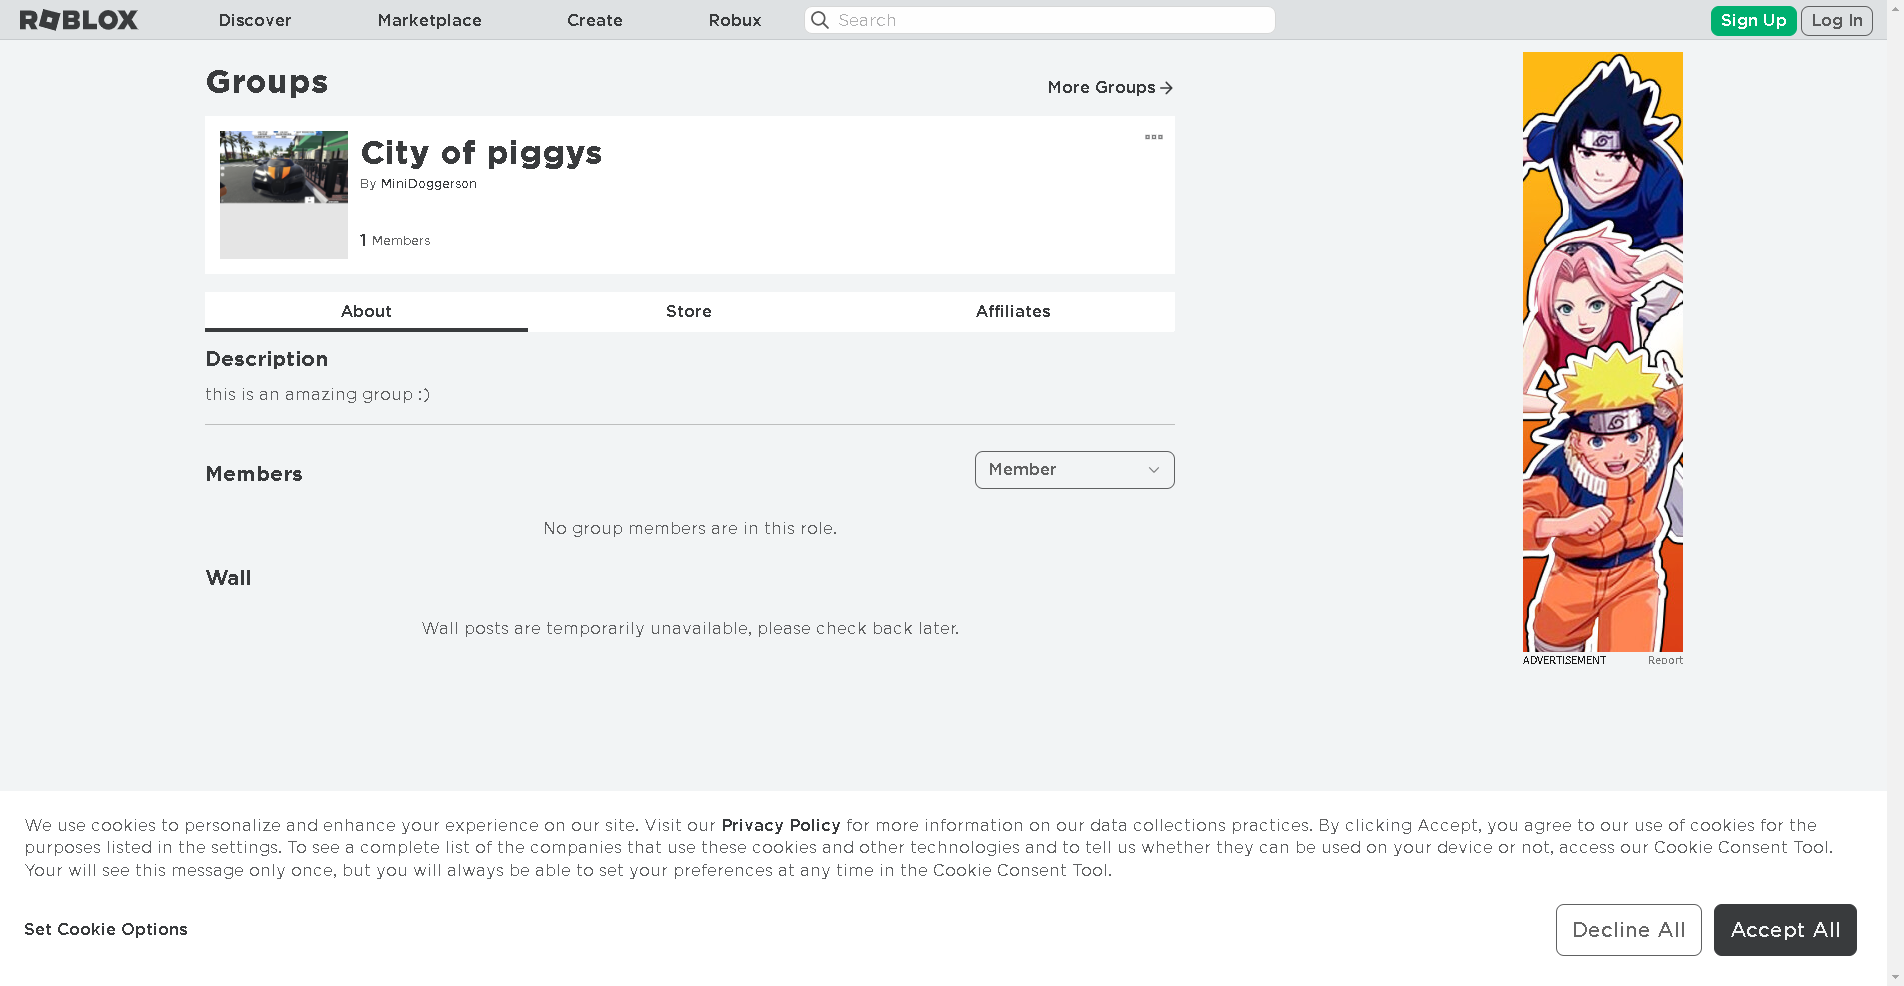 ROBLOX Discover Marketplace Create Robux Search Sign Up Log In
Groups
More Groups
City of piggys
By MiniDoggerson
1 Members
About Store Affiliates
Description
this is an amazing group :)
Members
Member
No group members are in this role.
Wall
Wall posts are temporarily unavailable, please check back later.
ADVERTISEMENT Report
We use cookies to personalize and enhance your experience on our site. Visit our Privacy Policy for more information on our data collections practices. By clicking Accept, you agree to our use of cookies for the
purposes listed in the settings. To see a complete list of the companies that use these cookies and other technologies and to tell us whether they can be used on your device or not, access our Cookie Consent Tool.
Your will see this message only once, but you will always be able to set your preferences at any time in the Cookie Consent Tool.
Set Cookie Options
Decline All
Accept All